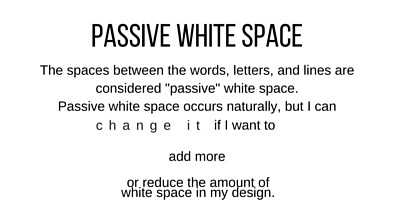 PASSIVE WHITE SPACE
The spaces between the words, letters, and lines are
considered "passive" white space.
Passive white space occurs naturally, but I can
change it if I want to
add more
or reduce the amount of
white space in my design.